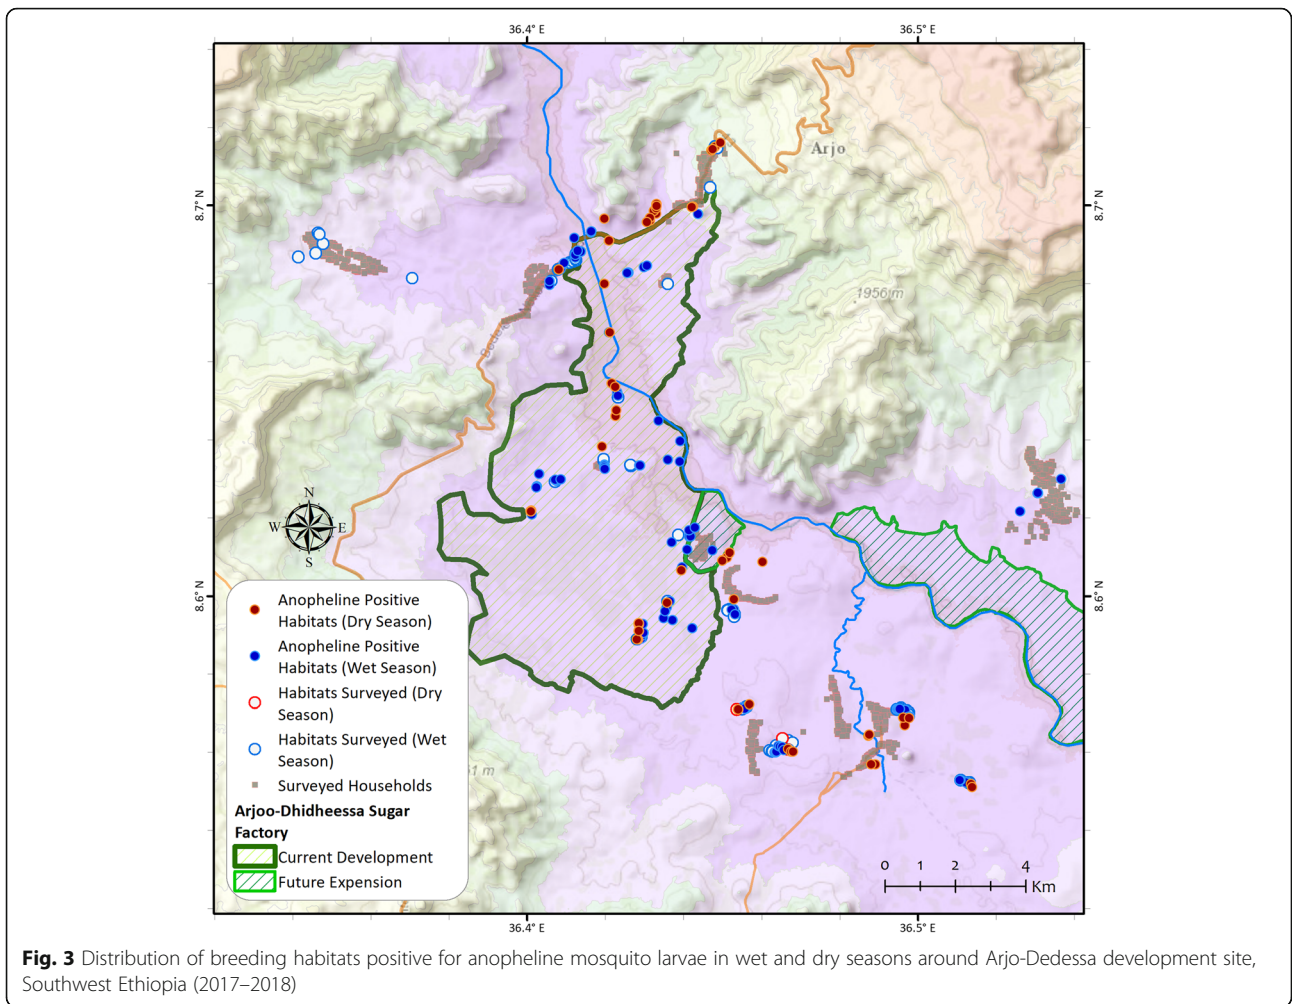 36.4° E
36.5° E
Arjo
8.7° N
8.7° N
1956 m
N
W
E
S
8.6° N
8.6° N
Anopheline Positive
Habitats (Dry Season)
Anopheline Positive
Habitats (Wet Season)
Habitats Surveyed (Dry
Season)
Habitats Surveyed (Wet
Season)
Surveyed Households
Arjoo-Dhidheessa Sugar
Factory
Current Development
Future Expension
1 m
0 1 2 4
Km
36.4° E
36.5° E
Fig. 3 Distribution of breeding habitats positive for anopheline mosquito larvae in wet and dry seasons around Arjo-Dedessa development site,
Southwest Ethiopia (2017–2018)